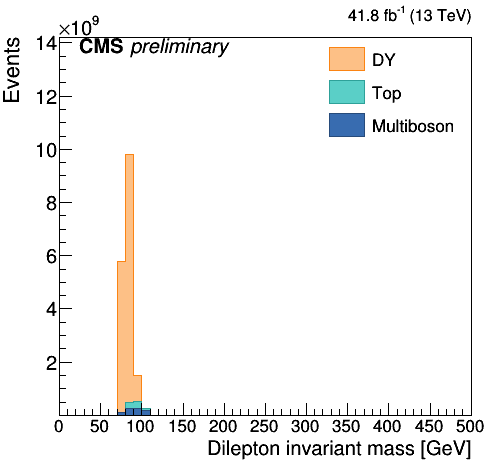 41.8 fb⁻¹ (13 TeV)
×10⁹
CMS preliminary
Events
14
12
10
8
6
4
2
DY
Top
Multiboson
0 50 100 150 200 250 300 350 400 450 500
Dilepton invariant mass [GeV]